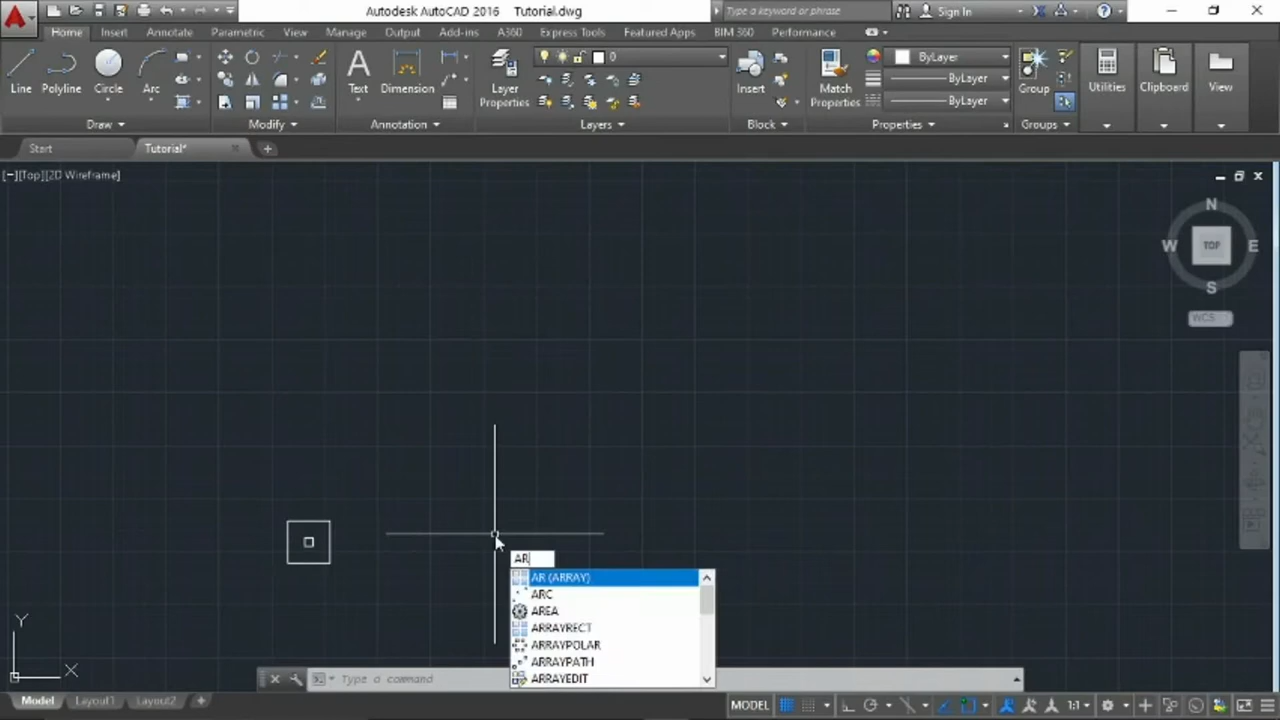 Autodesk AutoCAD 2016 Tutorial.dwg
Type a keyword or phrase
Sign In
Home Insert Annotate Parametric View Manage Output Add-ins A360 Express Tools Featured Apps BIM 360 Performance
Line Polyline Circle Arc
Text Dimension
Layer Properties
0
Insert
Match Properties
ByLayer
ByLayer
ByLayer
Group Utilities Clipboard View
Draw Modify Annotation Layers Block Properties Groups
Start Tutorial*
[−][Top][2D Wireframe]
N
W TOP E
S
WCS
AR
AR (ARRAY)
ARC
AREA
ARRAYRECT
ARRAYPOLAR
ARRAYPATH
ARRAYEDIT
Y
X
Type a command
Model Layout1 Layout2
MODEL 1:1